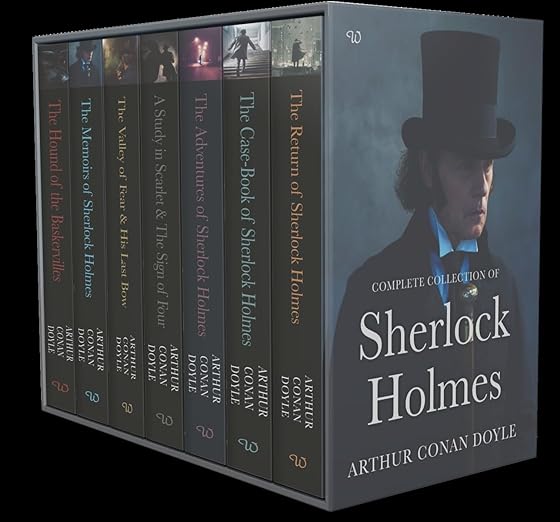 The Hound of the Baskervilles
ARTHUR
CONAN
DOYLE
W
The Memoirs of Sherlock Holmes
ARTHUR
CONAN
DOYLE
W
The Valley of Fear & His Last Bow
ARTHUR
CONAN
DOYLE
W
A Study in Scarlet & The Sign of Four
ARTHUR
CONAN
DOYLE
W
The Adventures of Sherlock Holmes
ARTHUR
CONAN
DOYLE
W
The Case-Book of Sherlock Holmes
ARTHUR
CONAN
DOYLE
W
The Return of Sherlock Holmes
ARTHUR
CONAN
DOYLE
W
W
COMPLETE COLLECTION OF
Sherlock
Holmes
ARTHUR CONAN DOYLE